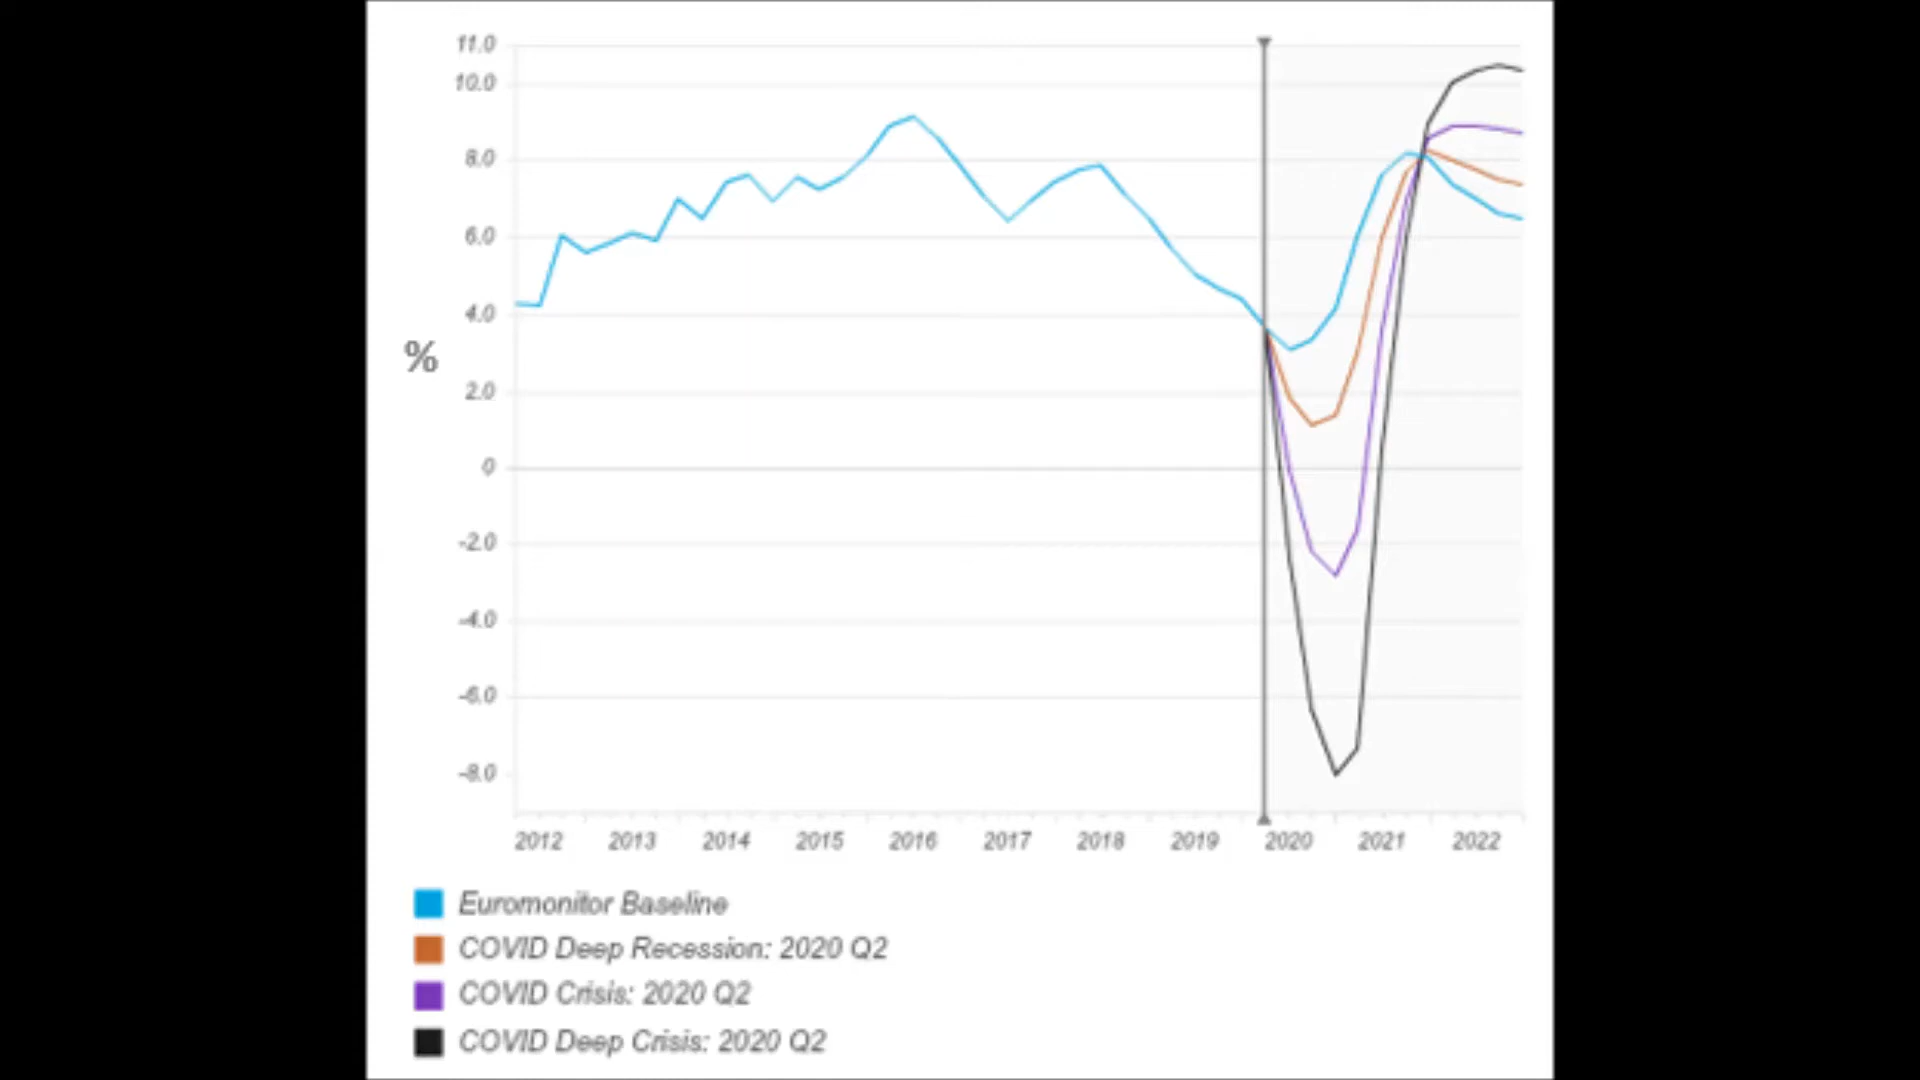 11.0
10.0
8.0
6.0
4.0
%
2.0
0
-2.0
-4.0
-6.0
-8.0
2012 2013 2014 2015 2016 2017 2018 2019 2020 2021 2022
Euromonitor Baseline
COVID Deep Recession: 2020 Q2
COVID Crisis: 2020 Q2
COVID Deep Crisis: 2020 Q2